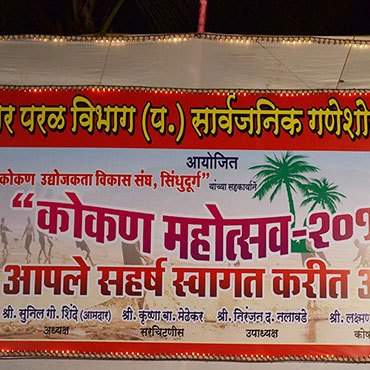 र परळ विभाग (प.) सार्वजनिक गणेशो
आयोजित
कोकण उद्योजकता विकास संघ, सिंधुदूर्ग" यांच्या सहकार्याने
"कोकण महोत्सव-२०१
आपले सहर्ष स्वागत करीत अ
श्री. सुनिल गो. शिंदे (आमदार) श्री. कृष्णा बा. मेढेकर श्री. निरंजन द. नलावडे श्री. लक्ष्मण
अध्यक्ष सरचिटणीस उपाध्यक्ष कोष